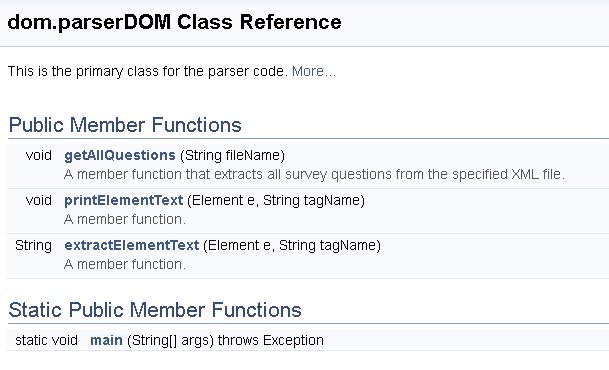 dom.parserDOM Class Reference
This is the primary class for the parser code. More...
Public Member Functions
void getAllQuestions (String fileName)
A member function that extracts all survey questions from the specified XML file.
void printElementText (Element e, String tagName)
A member function.
String extractElementText (Element e, String tagName)
A member function.
Static Public Member Functions
static void main (String[] args) throws Exception